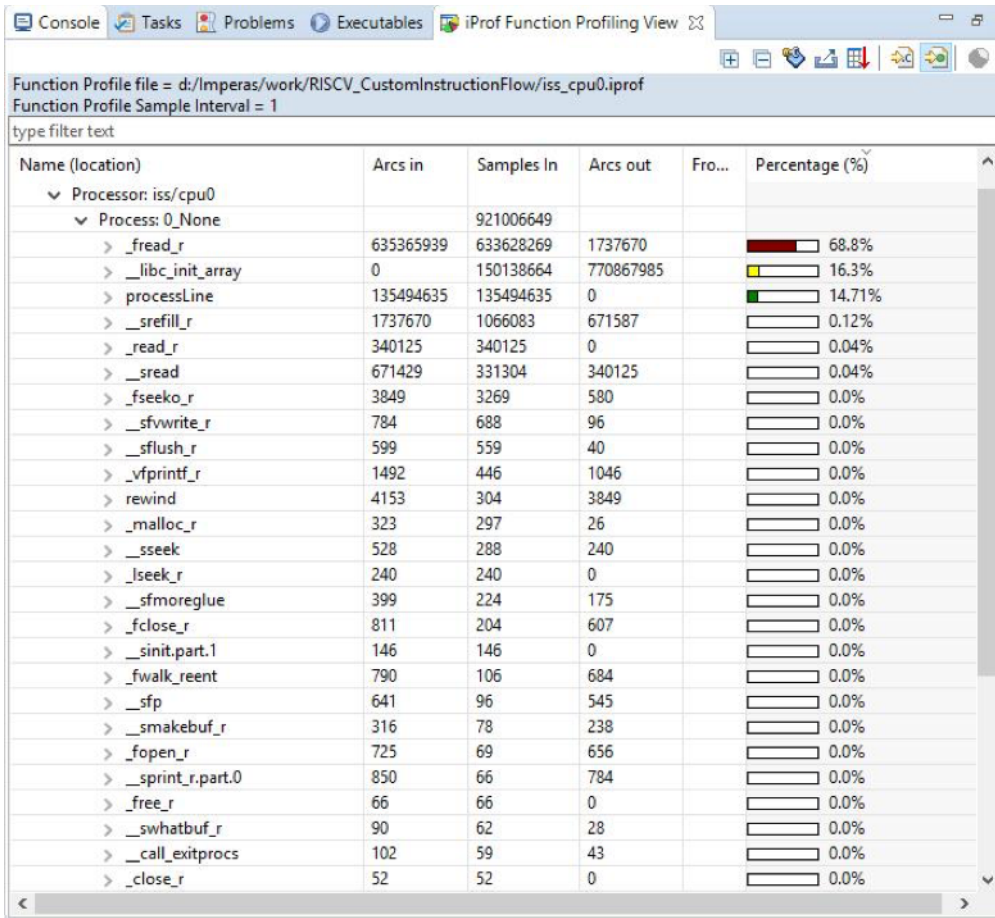 Console Tasks Problems Executables iProf Function Profiling View
Function Profile file = d:/Imperas/work/RISCV_CustomInstructionFlow/iss_cpu0.iprof
Function Profile Sample Interval = 1
type filter text
Name (location) Arcs in Samples In Arcs out Fro... Percentage (%)
Processor: iss/cpu0
Process: 0_None 921006649
_fread_r 635365939 633628269 1737670 68.8%
__libc_init_array 0 150138664 770867985 16.3%
processLine 135494635 135494635 0 14.71%
__srefill_r 1737670 1066083 671587 0.12%
_read_r 340125 340125 0 0.04%
__sread 671429 331304 340125 0.04%
_fseeko_r 3849 3269 580 0.0%
__sfvwrite_r 784 688 96 0.0%
__sflush_r 599 559 40 0.0%
_vfprintf_r 1492 446 1046 0.0%
rewind 4153 304 3849 0.0%
_malloc_r 323 297 26 0.0%
__sseek 528 288 240 0.0%
_lseek_r 240 240 0 0.0%
__sfmoreglue 399 224 175 0.0%
_fclose_r 811 204 607 0.0%
__sinit.part.1 146 146 0 0.0%
_fwalk_reent 790 106 684 0.0%
__sfp 641 96 545 0.0%
__smakebuf_r 316 78 238 0.0%
_fopen_r 725 69 656 0.0%
__sprint_r.part.0 850 66 784 0.0%
_free_r 66 66 0 0.0%
__swhatbuf_r 90 62 28 0.0%
__call_exitprocs 102 59 43 0.0%
_close_r 52 52 0 0.0%